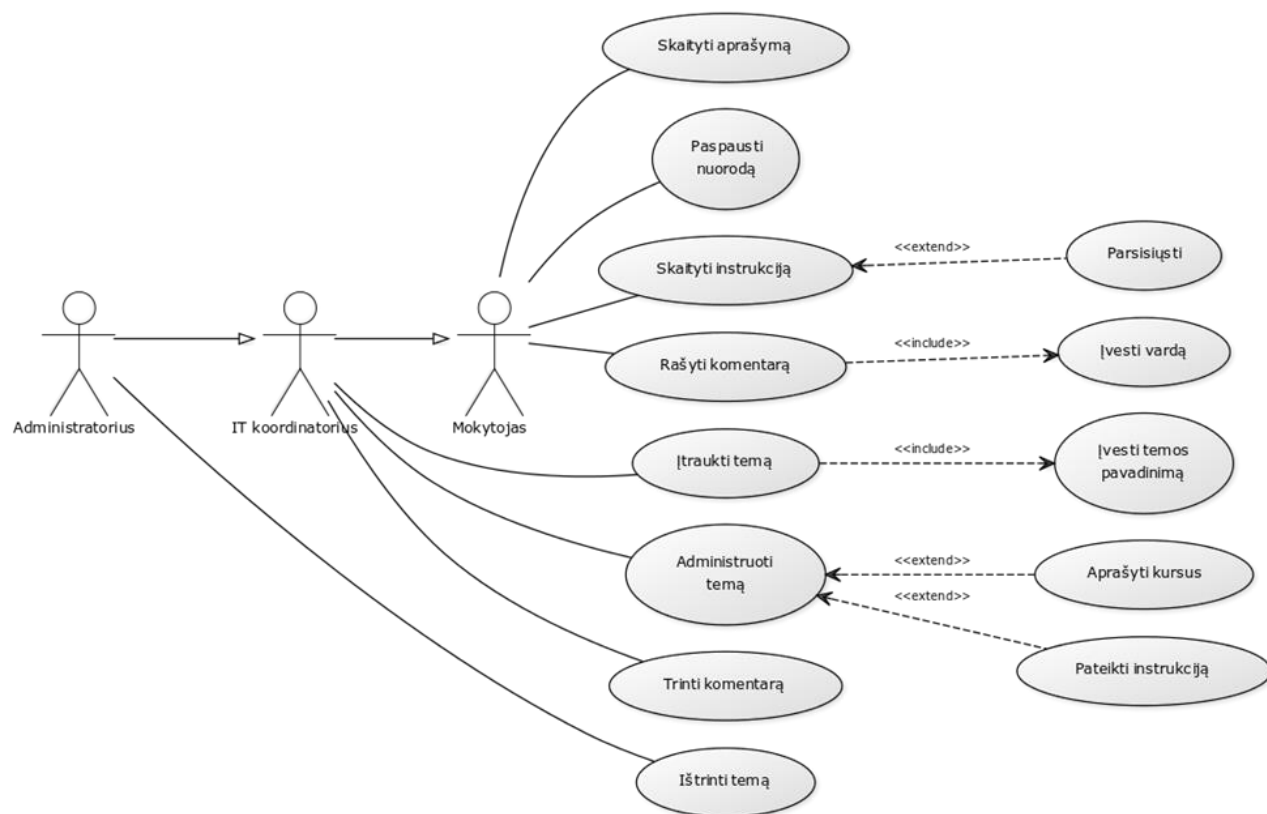 Skaityti aprašymą
Paspausti
nuorodą
Skaityti instrukciją
<<extend>>
Parsisiųsti
Rašyti komentarą
<<include>>
Įvesti vardą
Administratorius
IT koordinatorius
Mokytojas
Įtraukti temą
<<include>>
Įvesti temos
pavadinimą
Administruoti
temą
<<extend>>
Aprašyti kursus
<<extend>>
Pateikti instrukciją
Trinti komentarą
Ištrinti temą